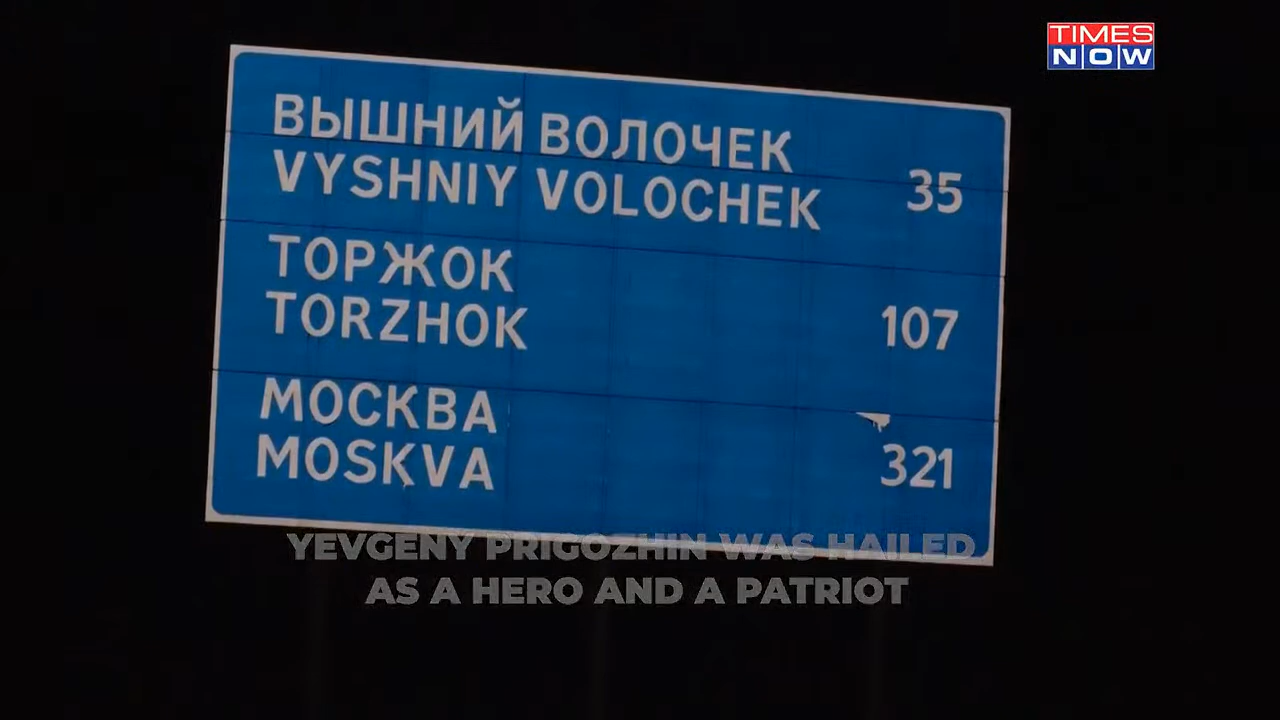 TIMES
NOW
ВЫШНИЙ ВОЛОЧЕК
VYSHNIY VOLOCHEK
35
ТОРЖОК
TORZHOK
107
МОСКВА
MOSKVA
321
YEVGENY PRIGOZHIN WAS HAILED
AS A HERO AND A PATRIOT